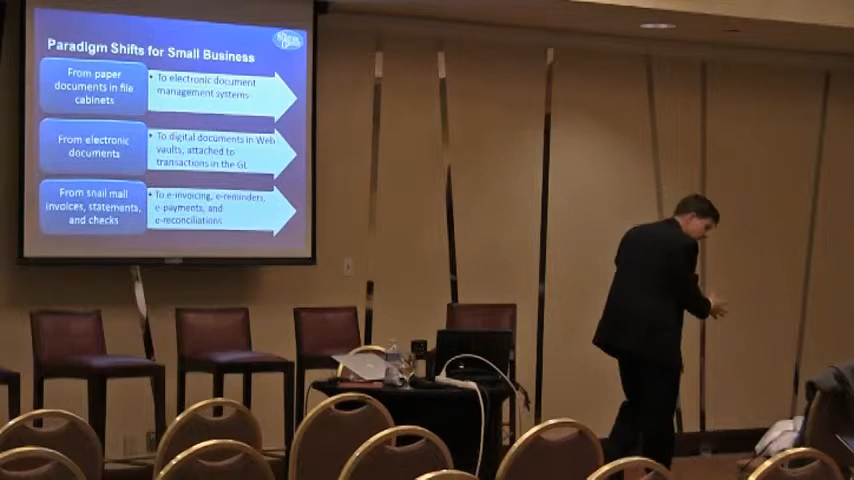 Paradigm Shifts for Small Business
From paper
documents in file
cabinets
• To electronic document
management systems
From electronic
documents
• To digital documents in Web
vaults, attached to
transactions in the GL
From snail mail
invoices, statements,
and checks
• To e-invoicing, e-reminders,
e-payments, and
e-reconciliations